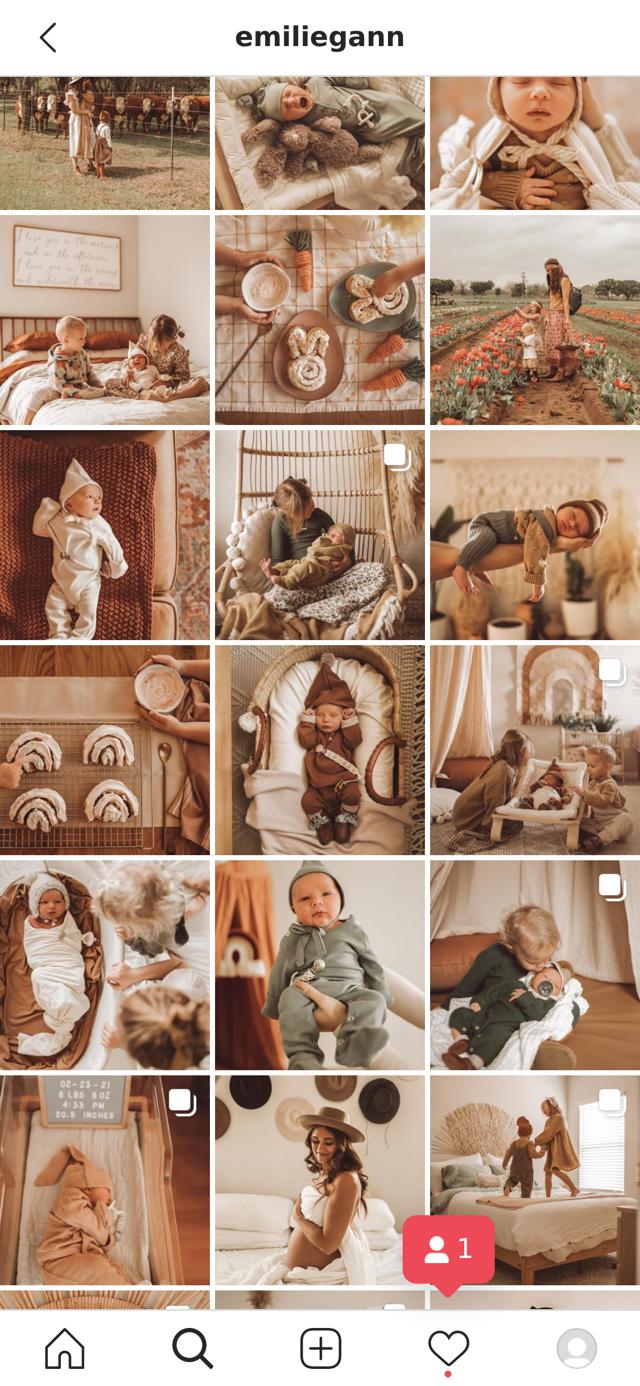 emiliegann
I love you in the morning
and in the afternoon
I love you in the evening
and underneath the moon
02-23-21
8 LBS 8 OZ
4:33 PM
20.5 INCHES
1